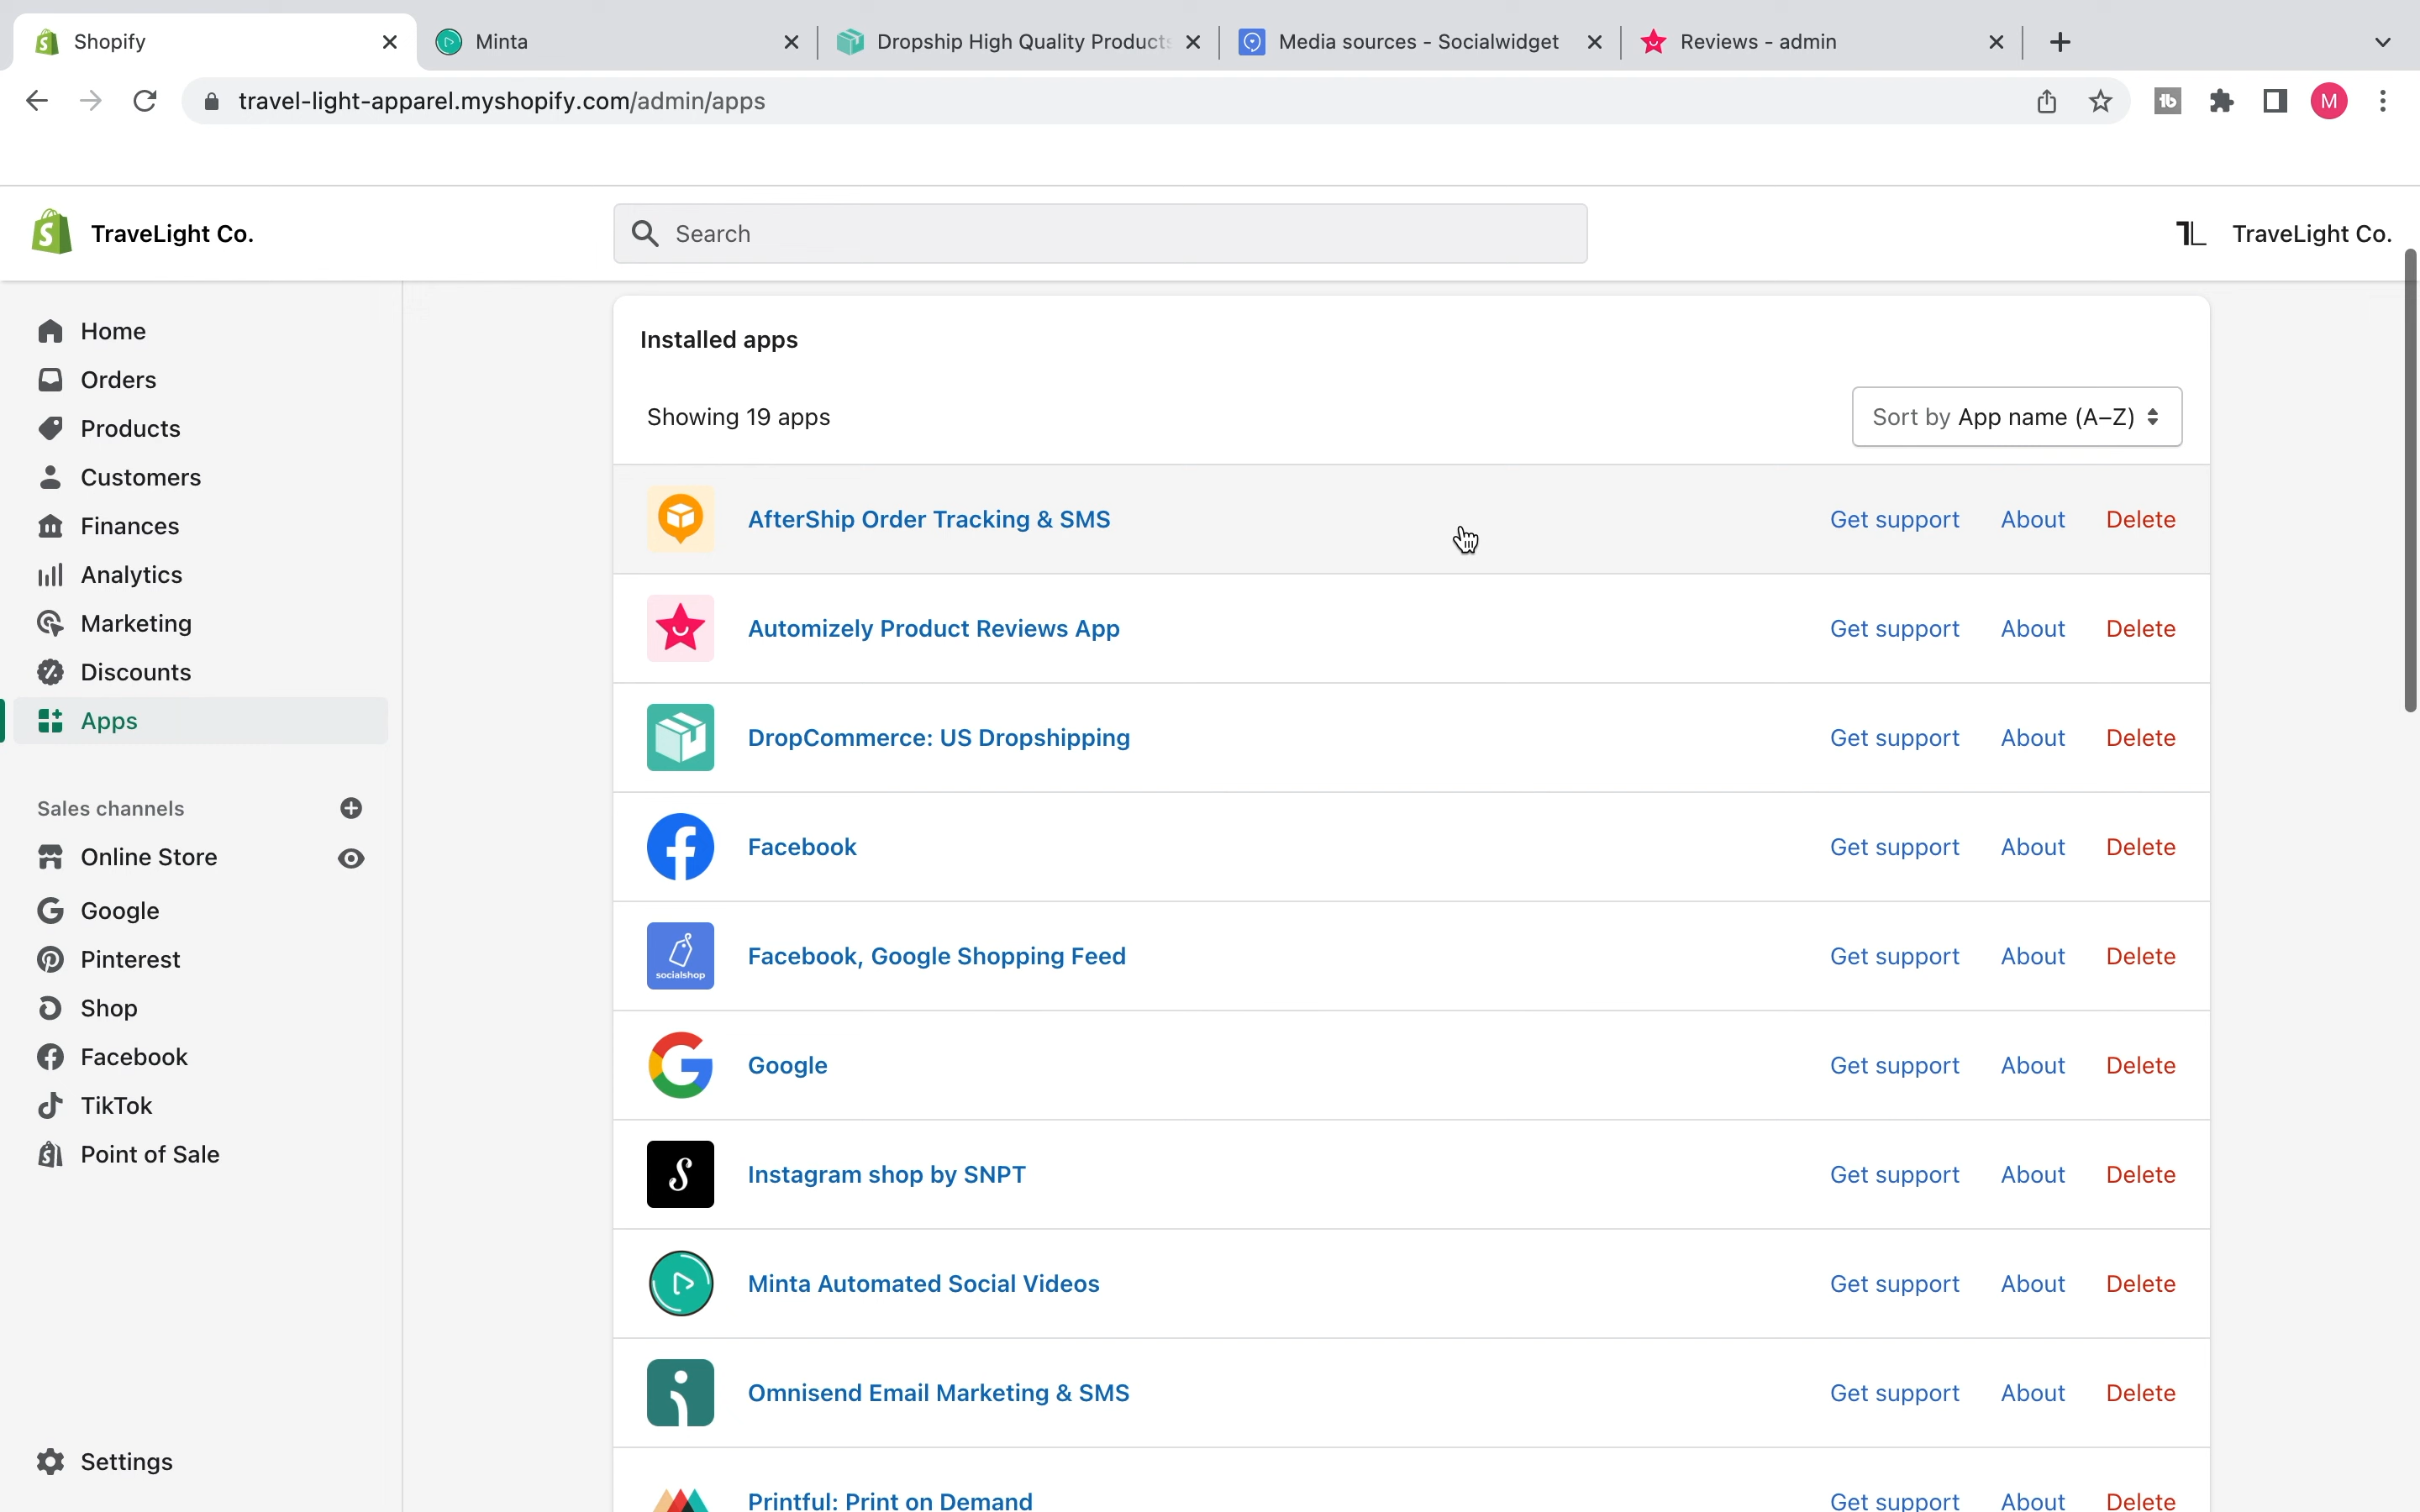 Shopify
Minta
Dropship High Quality Products
Media sources - Socialwidget
Reviews - admin
travel-light-apparel.myshopify.com/admin/apps
M
TraveLight Co.
Search
TL TraveLight Co.
Home
Orders
Products
Customers
Finances
Analytics
Marketing
Discounts
Apps
Sales channels
Online Store
Google
Pinterest
Shop
Facebook
TikTok
Point of Sale
Settings
Installed apps
Showing 19 apps
Sort by App name (A–Z)
AfterShip Order Tracking & SMS Get support About Delete
Automizely Product Reviews App Get support About Delete
DropCommerce: US Dropshipping Get support About Delete
Facebook Get support About Delete
socialshop
Facebook, Google Shopping Feed Get support About Delete
Google Get support About Delete
Instagram shop by SNPT Get support About Delete
Minta Automated Social Videos Get support About Delete
Omnisend Email Marketing & SMS Get support About Delete
Printful: Print on Demand Get support About Delete